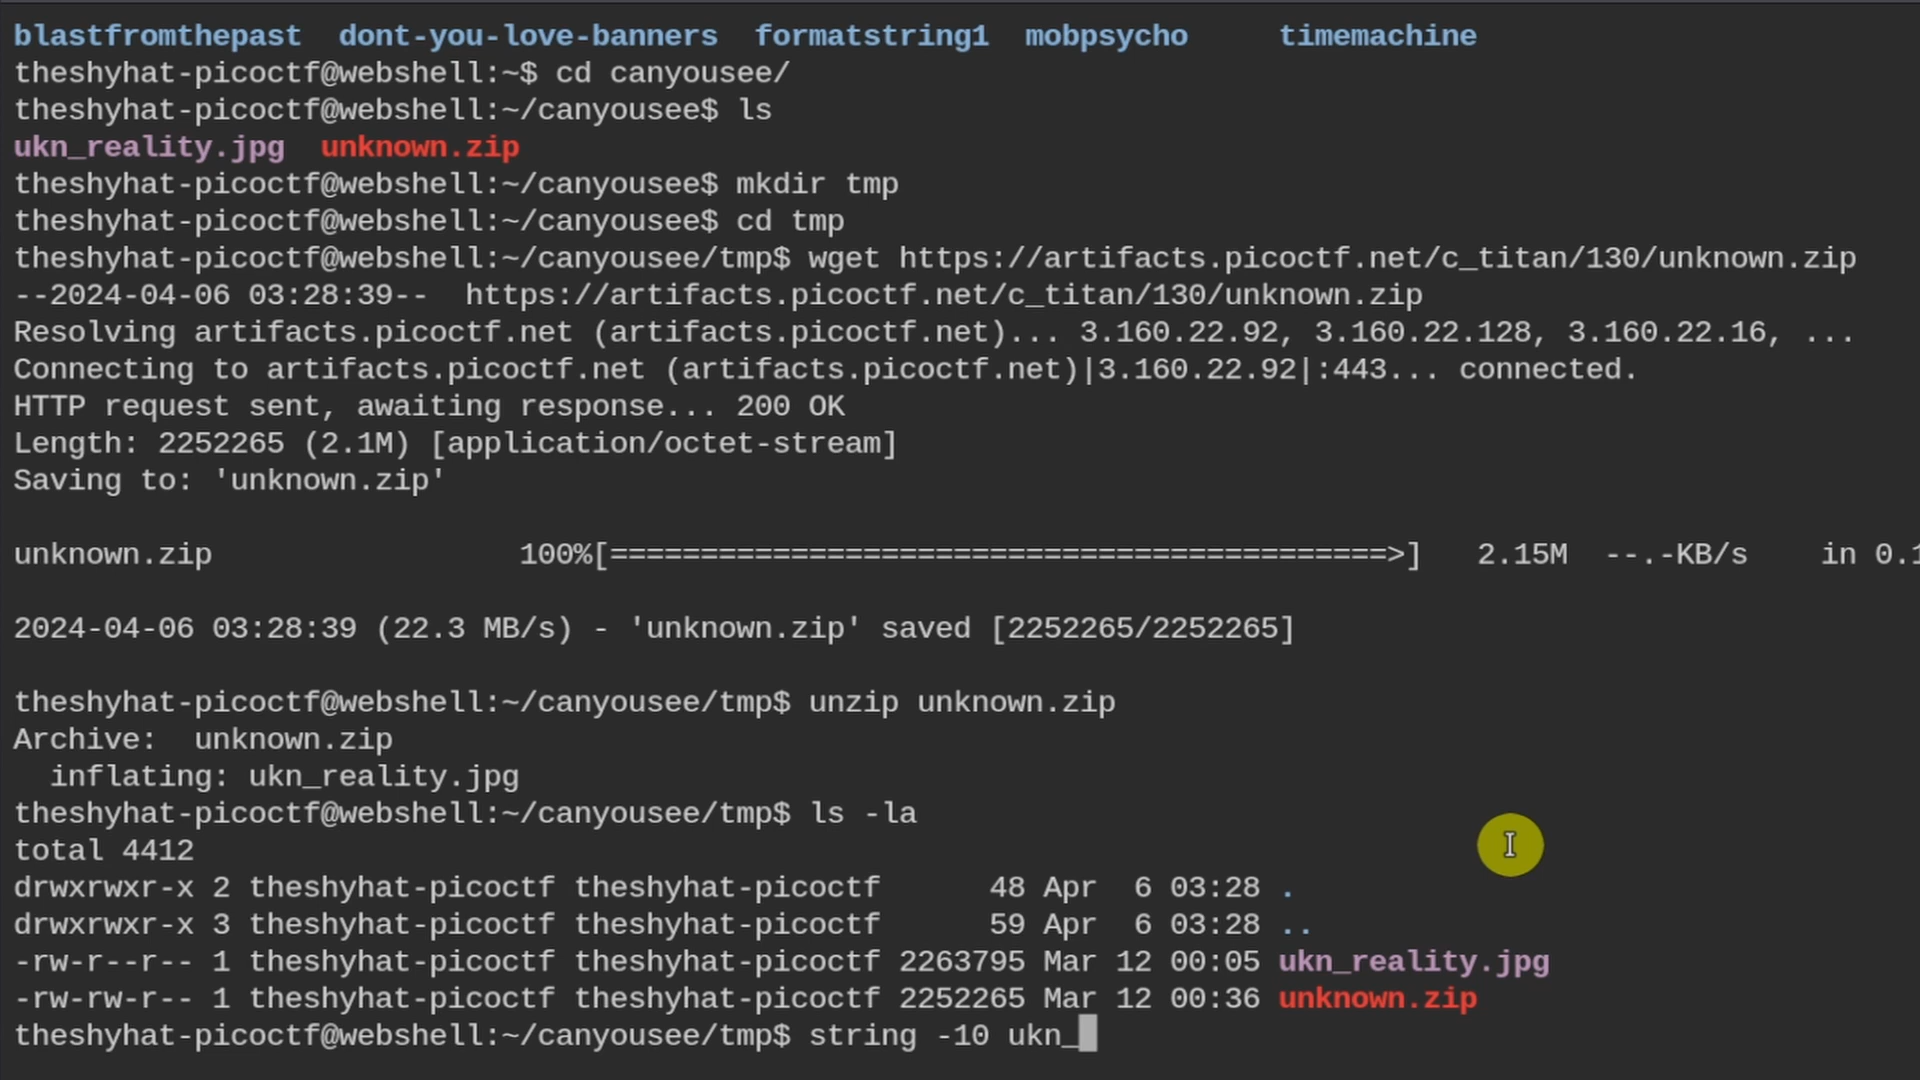 blastfromthepast  dont-you-love-banners  formatstring1  mobpsycho     timemachine
theshyhat-picoctf@webshell:~$ cd canyousee/
theshyhat-picoctf@webshell:~/canyousee$ ls
ukn_reality.jpg  unknown.zip
theshyhat-picoctf@webshell:~/canyousee$ mkdir tmp
theshyhat-picoctf@webshell:~/canyousee$ cd tmp
theshyhat-picoctf@webshell:~/canyousee/tmp$ wget https://artifacts.picoctf.net/c_titan/130/unknown.zip
--2024-04-06 03:28:39--  https://artifacts.picoctf.net/c_titan/130/unknown.zip
Resolving artifacts.picoctf.net (artifacts.picoctf.net)... 3.160.22.92, 3.160.22.128, 3.160.22.16, ...
Connecting to artifacts.picoctf.net (artifacts.picoctf.net)|3.160.22.92|:443... connected.
HTTP request sent, awaiting response... 200 OK
Length: 2252265 (2.1M) [application/octet-stream]
Saving to: 'unknown.zip'
unknown.zip                 100%[===========================================>]   2.15M  --.-KB/s    in 0.1
2024-04-06 03:28:39 (22.3 MB/s) - 'unknown.zip' saved [2252265/2252265]
theshyhat-picoctf@webshell:~/canyousee/tmp$ unzip unknown.zip
Archive:  unknown.zip
  inflating: ukn_reality.jpg
theshyhat-picoctf@webshell:~/canyousee/tmp$ ls -la
total 4412
drwxrwxr-x 2 theshyhat-picoctf theshyhat-picoctf      48 Apr  6 03:28 .
drwxrwxr-x 3 theshyhat-picoctf theshyhat-picoctf      59 Apr  6 03:28 ..
-rw-r--r-- 1 theshyhat-picoctf theshyhat-picoctf 2263795 Mar 12 00:05 ukn_reality.jpg
-rw-rw-r-- 1 theshyhat-picoctf theshyhat-picoctf 2252265 Mar 12 00:36 unknown.zip
theshyhat-picoctf@webshell:~/canyousee/tmp$ string -10 ukn_